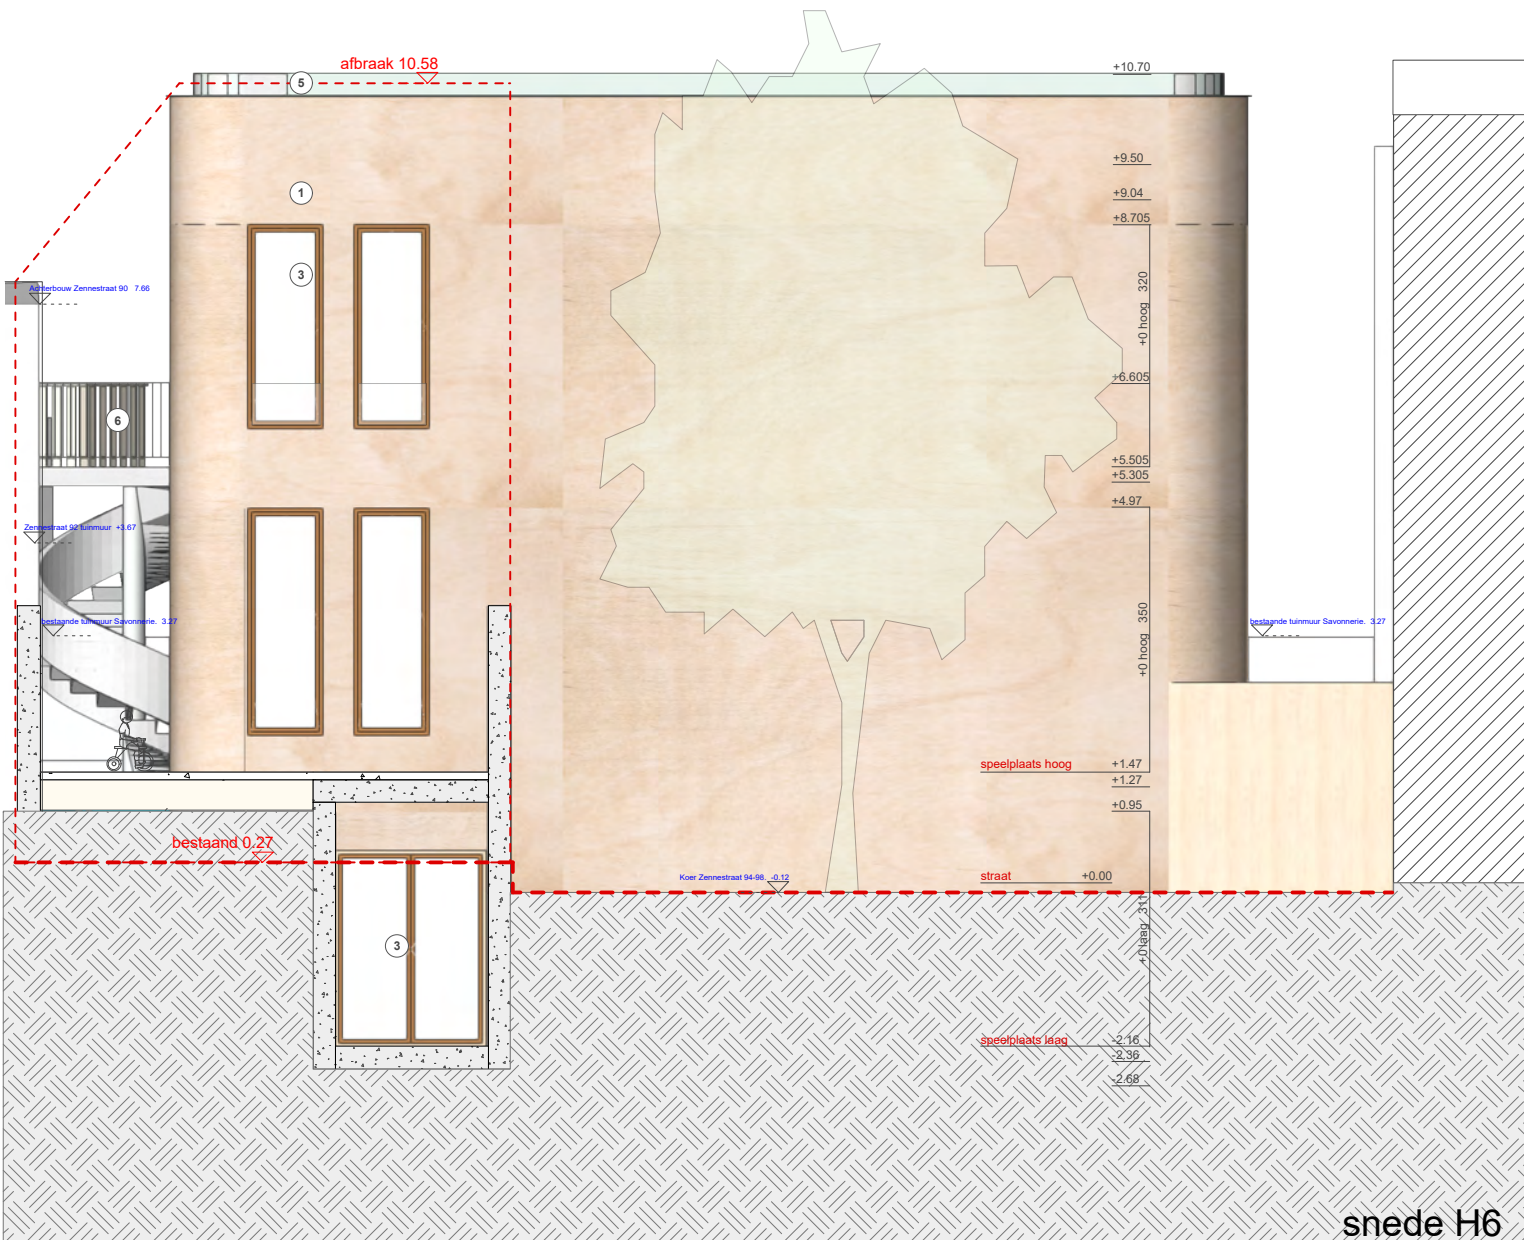 afbraak 10.58
+10.70
5
+9.50
1
+9.04
+8.705
3
+0 hoog 320
Achterbouw Zennestraat 90 7.66
+6.605
6
+5.505
+5.305
+4.97
Zennestraat 92 tuinmuur +3.67
bestaande tuinmuur Savonnerie. 3.27
+0 hoog 350
bestaande tuinmuur Savonnerie. 3.27
speelplaats hoog +1.47
+1.27
+0.95
bestaand 0.27
Koer Zennestraat 94-98. -0.12
straat +0.00
+0 laag 311
3
speelplaats laag -2.16
-2.36
-2.68
snede H6